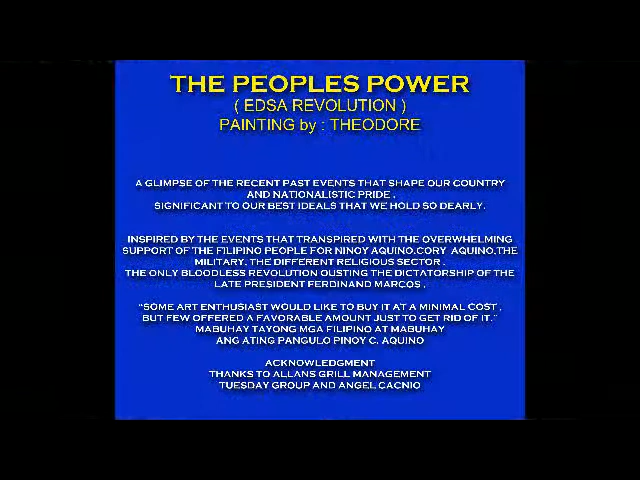 THE PEOPLES POWER
( EDSA REVOLUTION )
PAINTING by : THEODORE
A GLIMPSE OF THE RECENT PAST EVENTS THAT SHAPE OUR COUNTRY
AND NATIONALISTIC PRIDE .
SIGNIFICANT TO OUR BEST IDEALS THAT WE HOLD SO DEARLY.
INSPIRED BY THE EVENTS THAT TRANSPIRED WITH THE OVERWHELMING
SUPPORT OF THE FILIPINO PEOPLE FOR NINOY AQUINO,CORY AQUINO,THE
MILITARY, THE DIFFERENT RELIGIOUS SECTOR .
THE ONLY BLOODLESS REVOLUTION OUSTING THE DICTATORSHIP OF THE
LATE PRESIDENT FERDINAND MARCOS .
"SOME ART ENTHUSIAST WOULD LIKE TO BUY IT AT A MINIMAL COST ,
BUT FEW OFFERED A FAVORABLE AMOUNT JUST TO GET RID OF IT."
MABUHAY TAYONG MGA FILIPINO AT MABUHAY
ANG ATING PANGULO PINOY C. AQUINO
ACKNOWLEDGMENT
THANKS TO ALLANS GRILL MANAGEMENT
TUESDAY GROUP AND ANGEL CACNIO